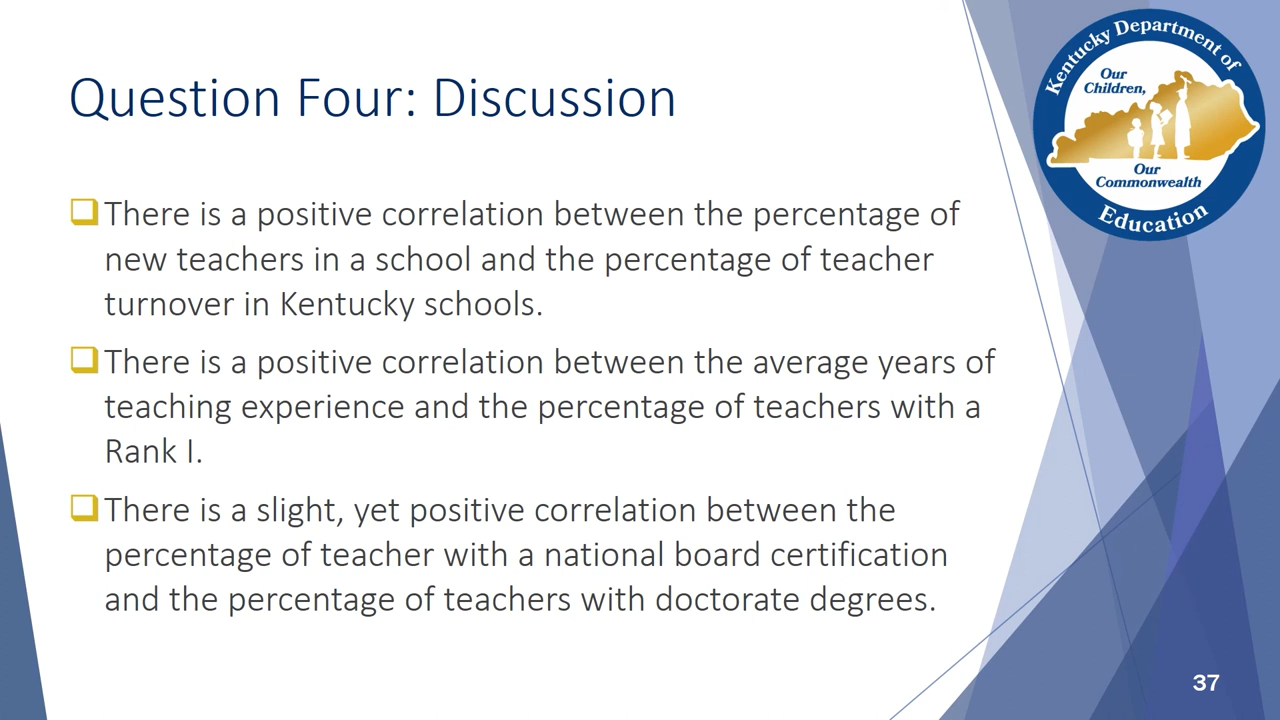 Question Four: Discussion
Kentucky Department of
Our
Children,
Our
Commonwealth
Education
There is a positive correlation between the percentage of
new teachers in a school and the percentage of teacher
turnover in Kentucky schools.
There is a positive correlation between the average years of
teaching experience and the percentage of teachers with a
Rank I.
There is a slight, yet positive correlation between the
percentage of teacher with a national board certification
and the percentage of teachers with doctorate degrees.
37